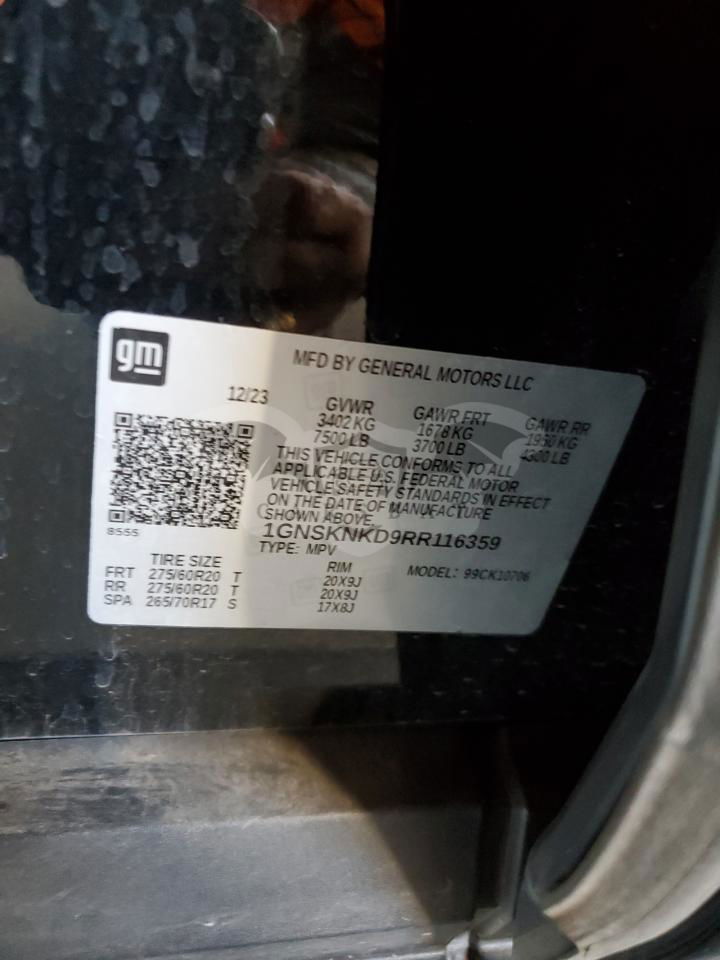 gm
MFD BY GENERAL MOTORS LLC
12/23
GVWR GAWR FRT GAWR RR
3402 KG 1678 KG 1950 KG
7500 LB 3700 LB 4300 LB
THIS VEHICLE CONFORMS TO ALL
APPLICABLE U.S. FEDERAL MOTOR
VEHICLE SAFETY STANDARDS IN EFFECT
ON THE DATE OF MANUFACTURE
SHOWN ABOVE.
8555
1GNSKNKD9RR116359
TYPE: MPV
TIRE SIZE RIM MODEL: 99CK10706
FRT 275/60R20 T 20X9J
RR 275/60R20 T 20X9J
SPA 265/70R17 S 17X8J